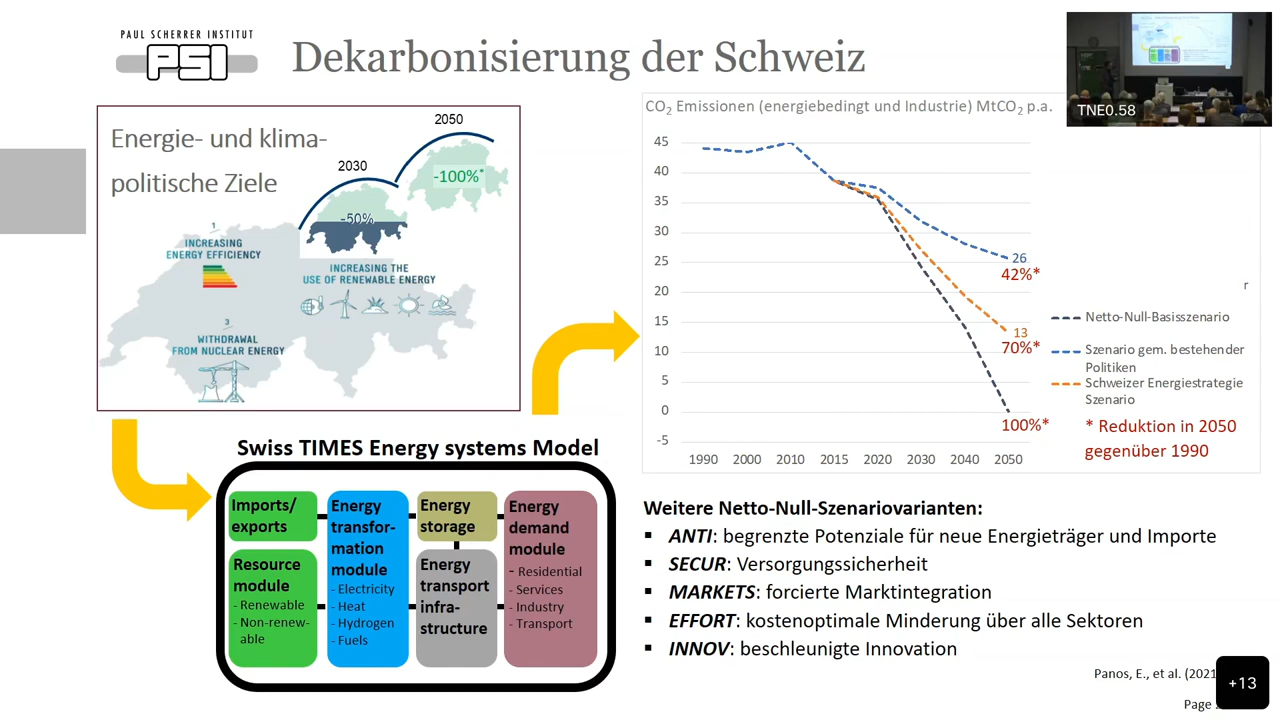 PAUL SCHERRER INSTITUT
PSI
Dekarbonisierung der Schweiz
TNE0.58
Energie- und klima-
politische Ziele
2050
2030
-100%*
-50%
1
INCREASING
ENERGY EFFICIENCY
INCREASING THE
USE OF RENEWABLE ENERGY
3
WITHDRAWAL
FROM NUCLEAR ENERGY
CO2 Emissionen (energiebedingt und Industrie) MtCO2 p.a.
45
40
35
30
25
20
15
10
5
0
-5
1990 2000 2010 2015 2020 2030 2040 2050
26
42%*
13
70%*
100%*
r
Netto-Null-Basisszenario
Szenario gem. bestehender
Politiken
Schweizer Energiestrategie
Szenario
* Reduktion in 2050
gegenüber 1990
Swiss TIMES Energy systems Model
Imports/
exports
Resource
module
- Renewable
- Non-renew-
able
Energy
transfor-
mation
module
- Electricity
- Heat
- Hydrogen
- Fuels
Energy
storage
Energy
transport
infra-
structure
Energy
demand
module
- Residential
- Services
- Industry
- Transport
Weitere Netto-Null-Szenariovarianten:
▪ ANTI: begrenzte Potenziale für neue Energieträger und Importe
▪ SECUR: Versorgungssicherheit
▪ MARKETS: forcierte Marktintegration
▪ EFFORT: kostenoptimale Minderung über alle Sektoren
▪ INNOV: beschleunigte Innovation
Panos, E., et al. (2021
Page
+13